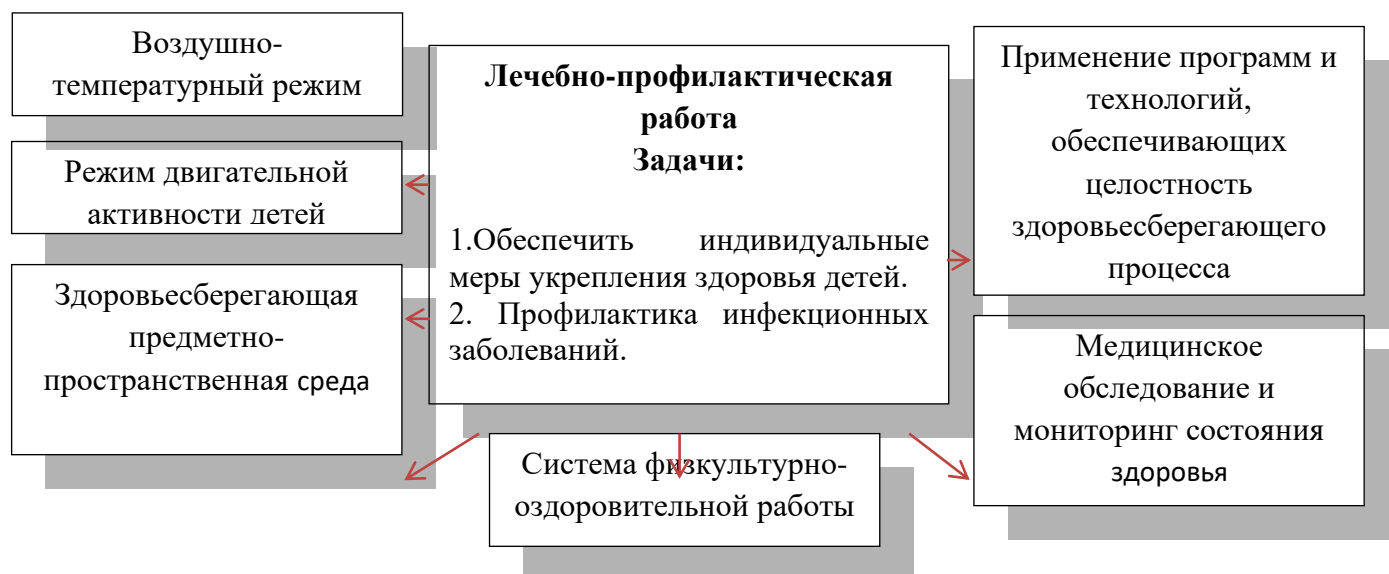 Воздушно-
температурный режим
Режим двигательной
активности детей
Здоровьесберегающая
предметно-
пространственная среда
Лечебно-профилактическая
работа
Задачи:
1.Обеспечить индивидуальные
меры укрепления здоровья детей.
2. Профилактика инфекционных
заболеваний.
Система физкультурно-
оздоровительной работы
Применение программ и
технологий,
обеспечивающих
целостность
здоровьесберегающего
процесса
Медицинское
обследование и
мониторинг состояния
здоровья